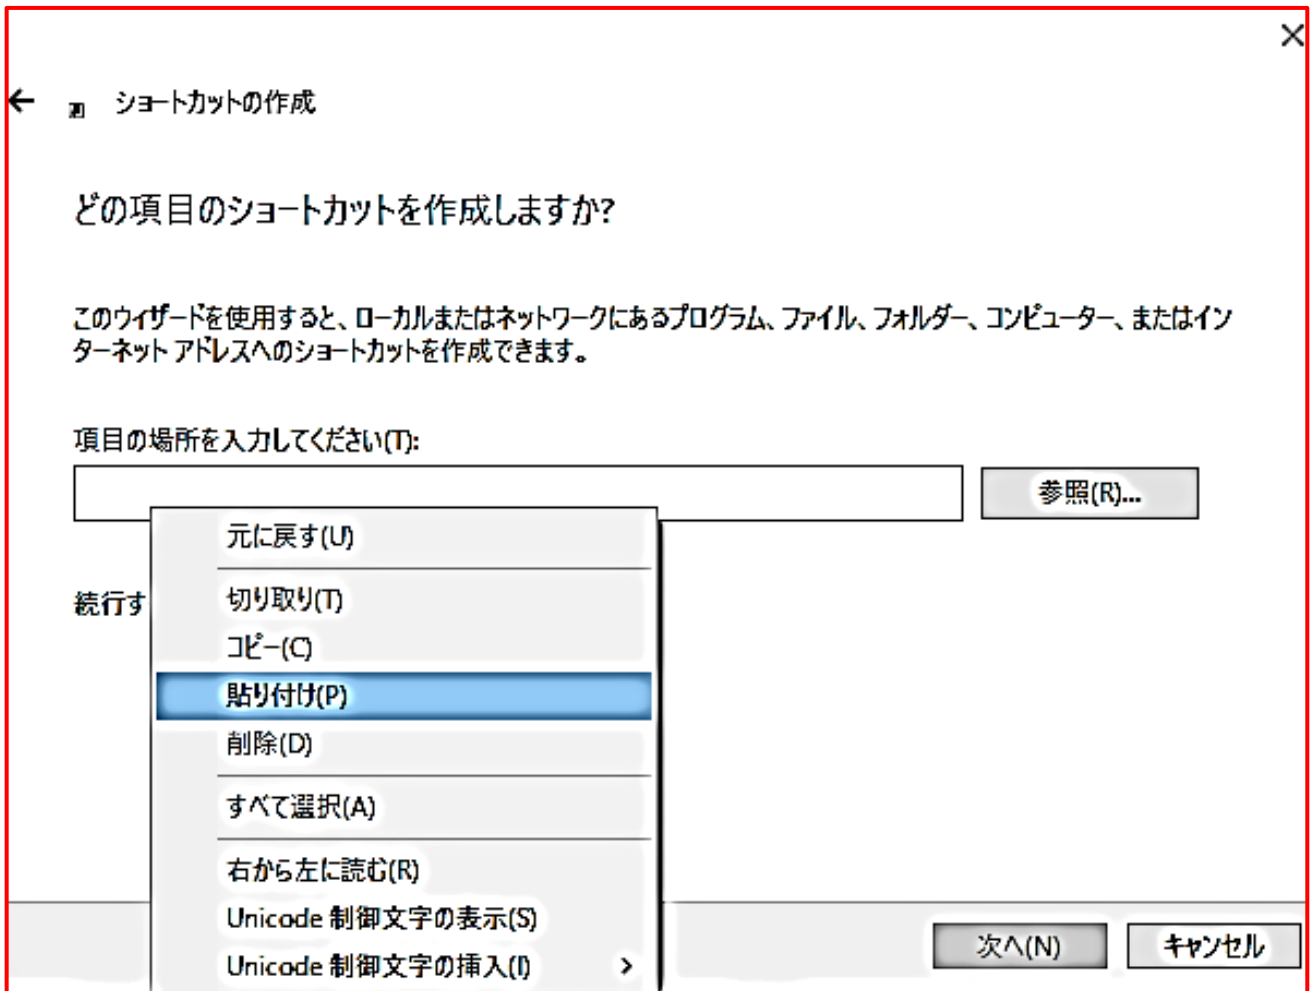 ショートカットの作成
どの項目のショートカットを作成しますか?
このウィザードを使用すると、ローカルまたはネットワークにあるプログラム、ファイル、フォルダー、コンピューター、またはイン
ターネット アドレスへのショートカットを作成できます。
項目の場所を入力してください(T):
参照(R)...
元に戻す(U)
続行す
切り取り(T)
コピー(C)
貼り付け(P)
削除(D)
すべて選択(A)
右から左に読む(R)
Unicode 制御文字の表示(S)
Unicode 制御文字の挿入(I)
次へ(N)
キャンセル